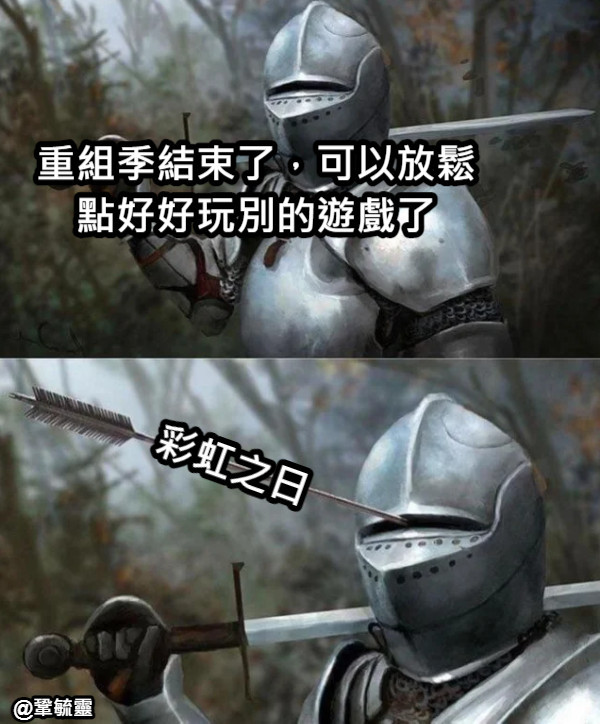 重組季結束了，可以放鬆
點好好玩別的遊戲了
彩虹之日
@鞏毓靈